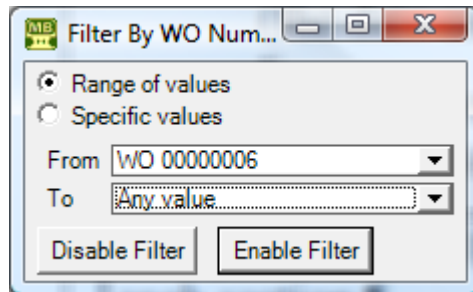 MB
Filter By WO Num...
Range of values
Specific values
From WO 00000006
To Any value
Disable Filter Enable Filter